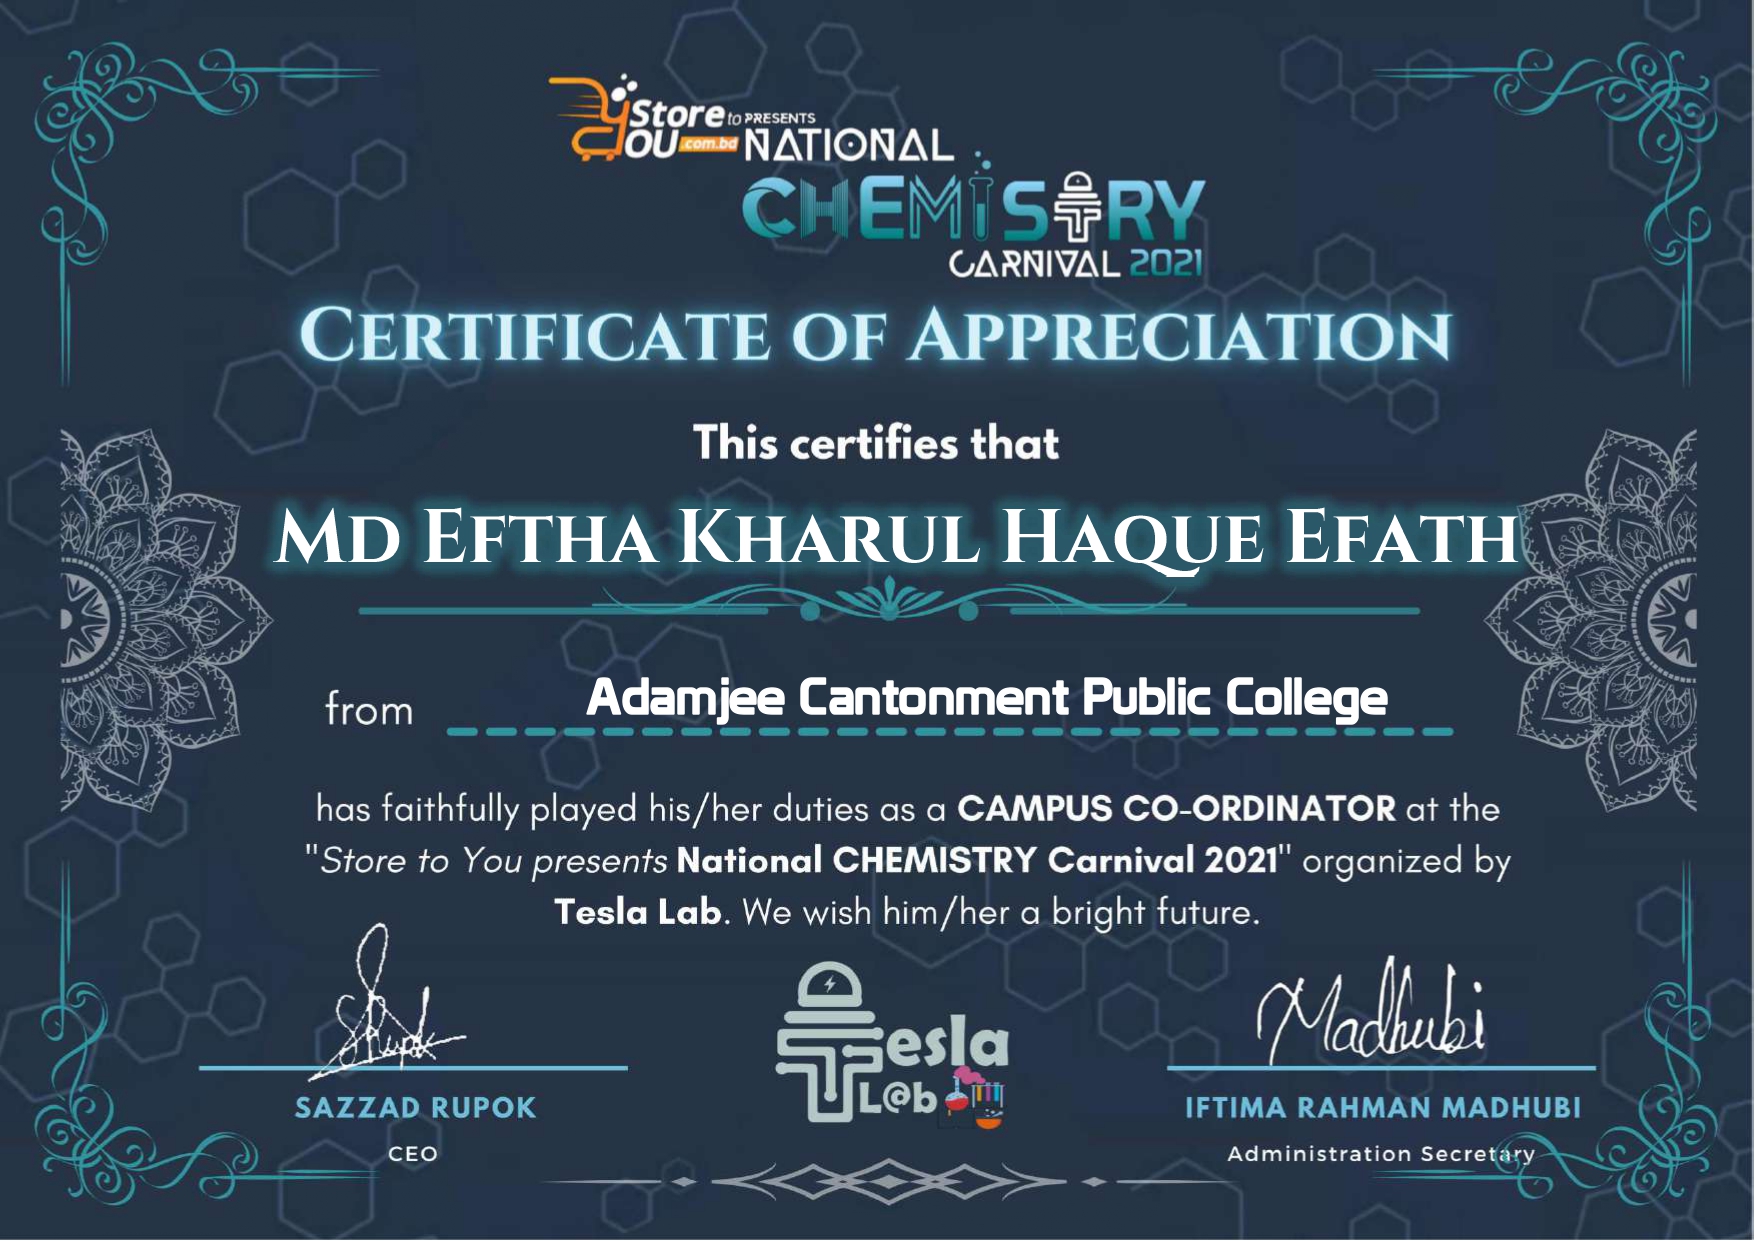 Store to PRESENTS
YOU.com.bd NATIONAL
CHEMISTRY
CARNIVAL 2021
CERTIFICATE OF APPRECIATION
This certifies that
MD EFTHA KHARUL HAQUE EFATH
from Adamjee Cantonment Public College
has faithfully played his/her duties as a CAMPUS CO-ORDINATOR at the
"Store to You presents National CHEMISTRY Carnival 2021" organized by
Tesla Lab. We wish him/her a bright future.
Rupok
Madhubi
Tesla
L@b
SAZZAD RUPOK
CEO
IFTIMA RAHMAN MADHUBI
Administration Secretary